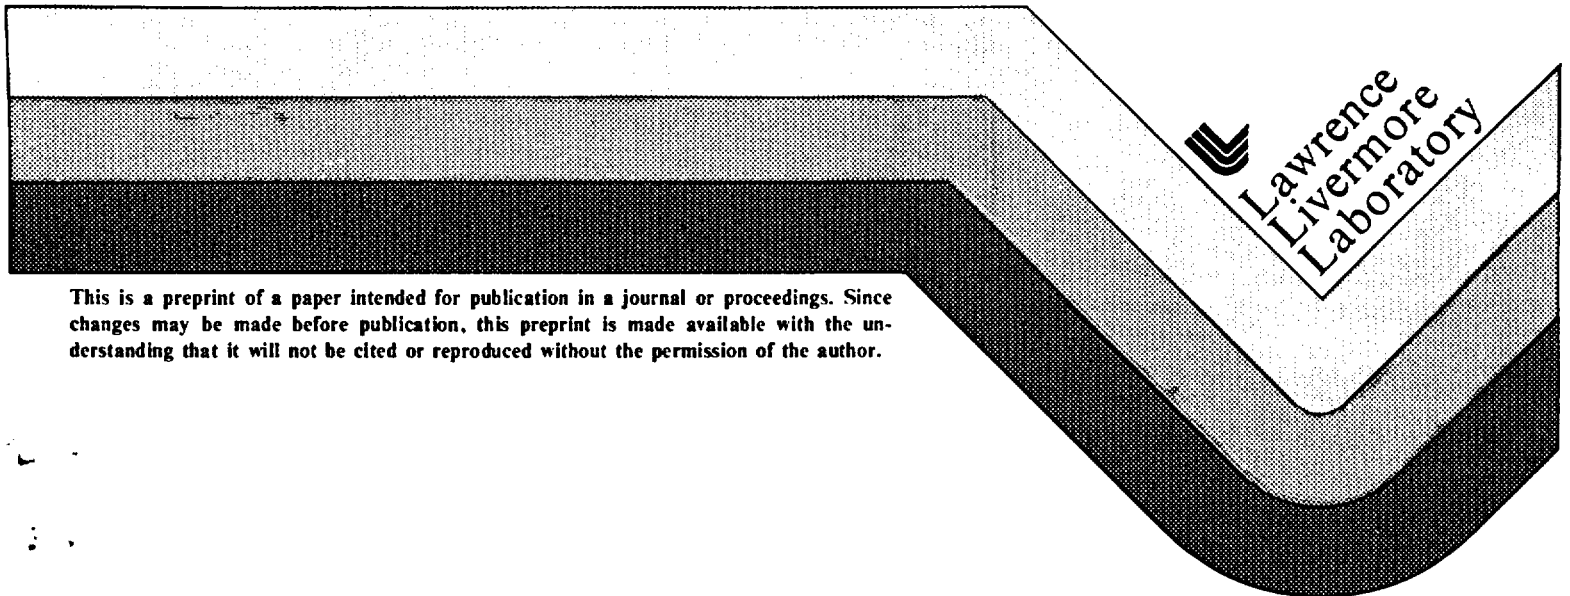 Lawrence
Livermore
Laboratory
This is a preprint of a paper intended for publication in a journal or proceedings. Since
changes may be made before publication, this preprint is made available with the un-
derstanding that it will not be cited or reproduced without the permission of the author.